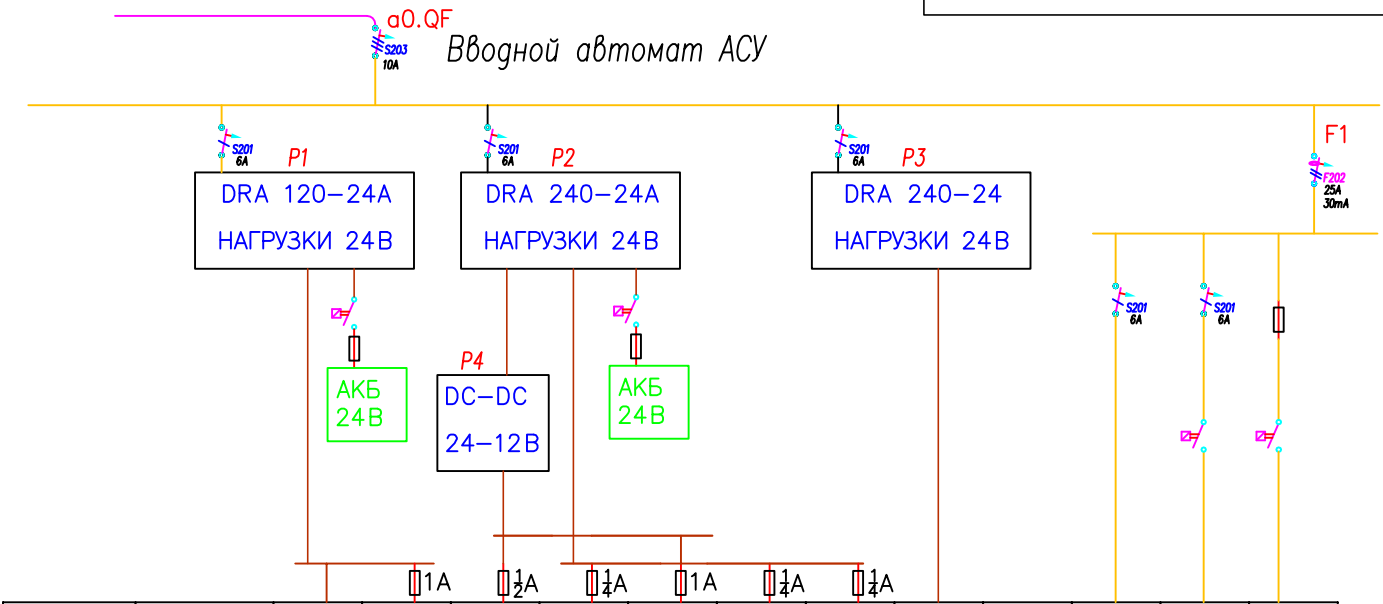 a0.QF
S203
10A
Вводной автомат АСУ
S201
6A
P1
S201
6A
P2
S201
6A
P3
F1
F202
25A
30mA
DRA 120-24A
НАГРУЗКИ 24В
DRA 240-24A
НАГРУЗКИ 24В
DRA 240-24
НАГРУЗКИ 24В
S201
6A
S201
6A
P4
АКБ
24В
DC-DC
24-12В
АКБ
24В
1A
1/2A
1/4A
1A
1/4A
1/4A